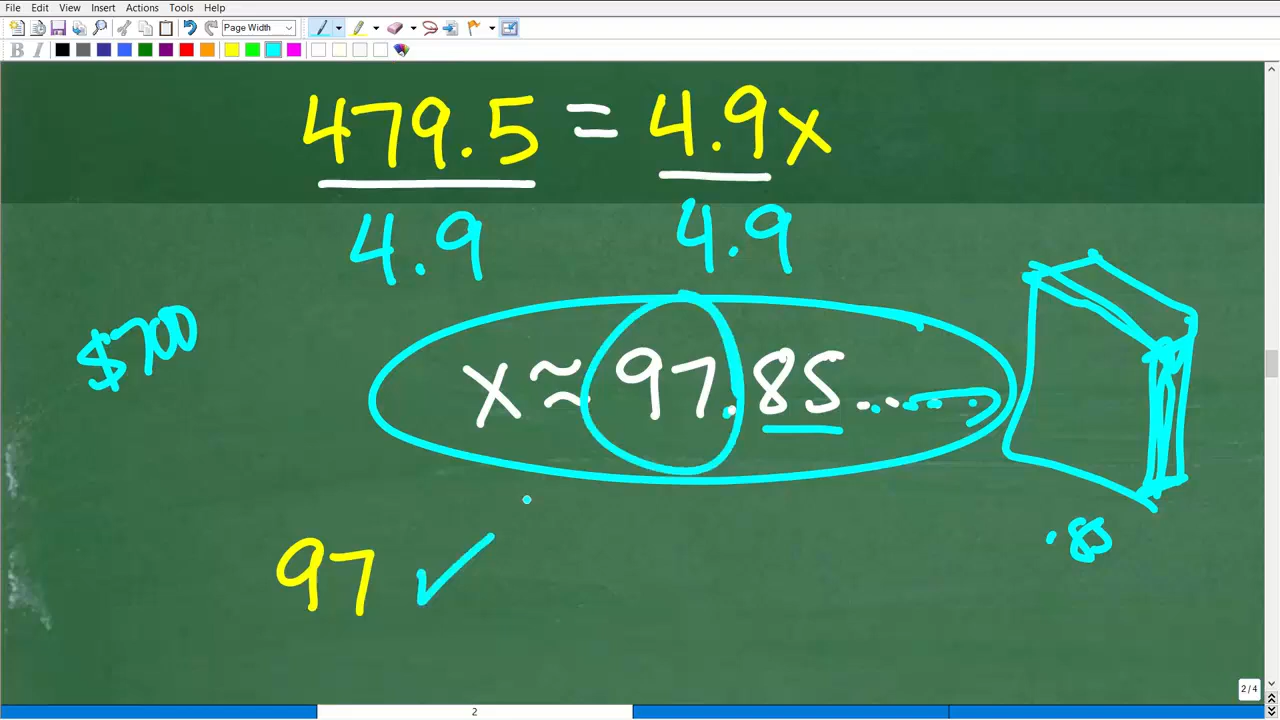 File Edit View Insert Actions Tools Help
Page Width
B I
479.5 = 4.9x
4.9 4.9
$700
x ≈ 97.85...
.85
97 ✓
2/4
2